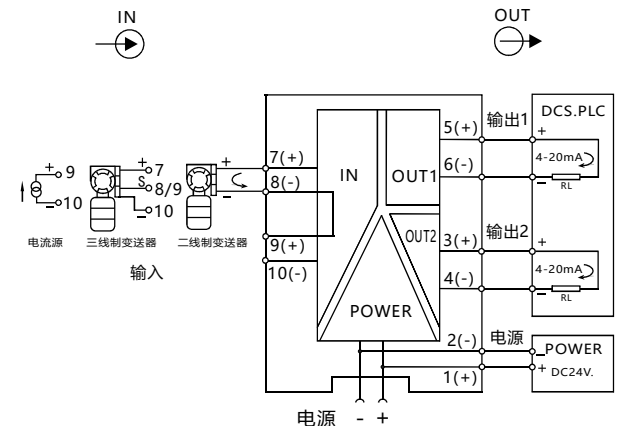 IN
OUT
DCS.PLC
输出1
5(+)
+
4-20mA
6(-)
-
RL
IN
OUT1
7(+)
8(-)
+
-
+
9
-
10
+
7
S
8/9
-
10
电流源
三线制变送器
二线制变送器
输入
9(+)
10(-)
OUT2
输出2
3(+)
+
4-20mA
4(-)
-
RL
POWER
2(-)
电源
-
POWER
1(+)
+
DC24V.
电源 - +